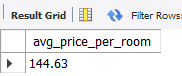 Result Grid Filter Rows:
avg_price_per_room
144.63